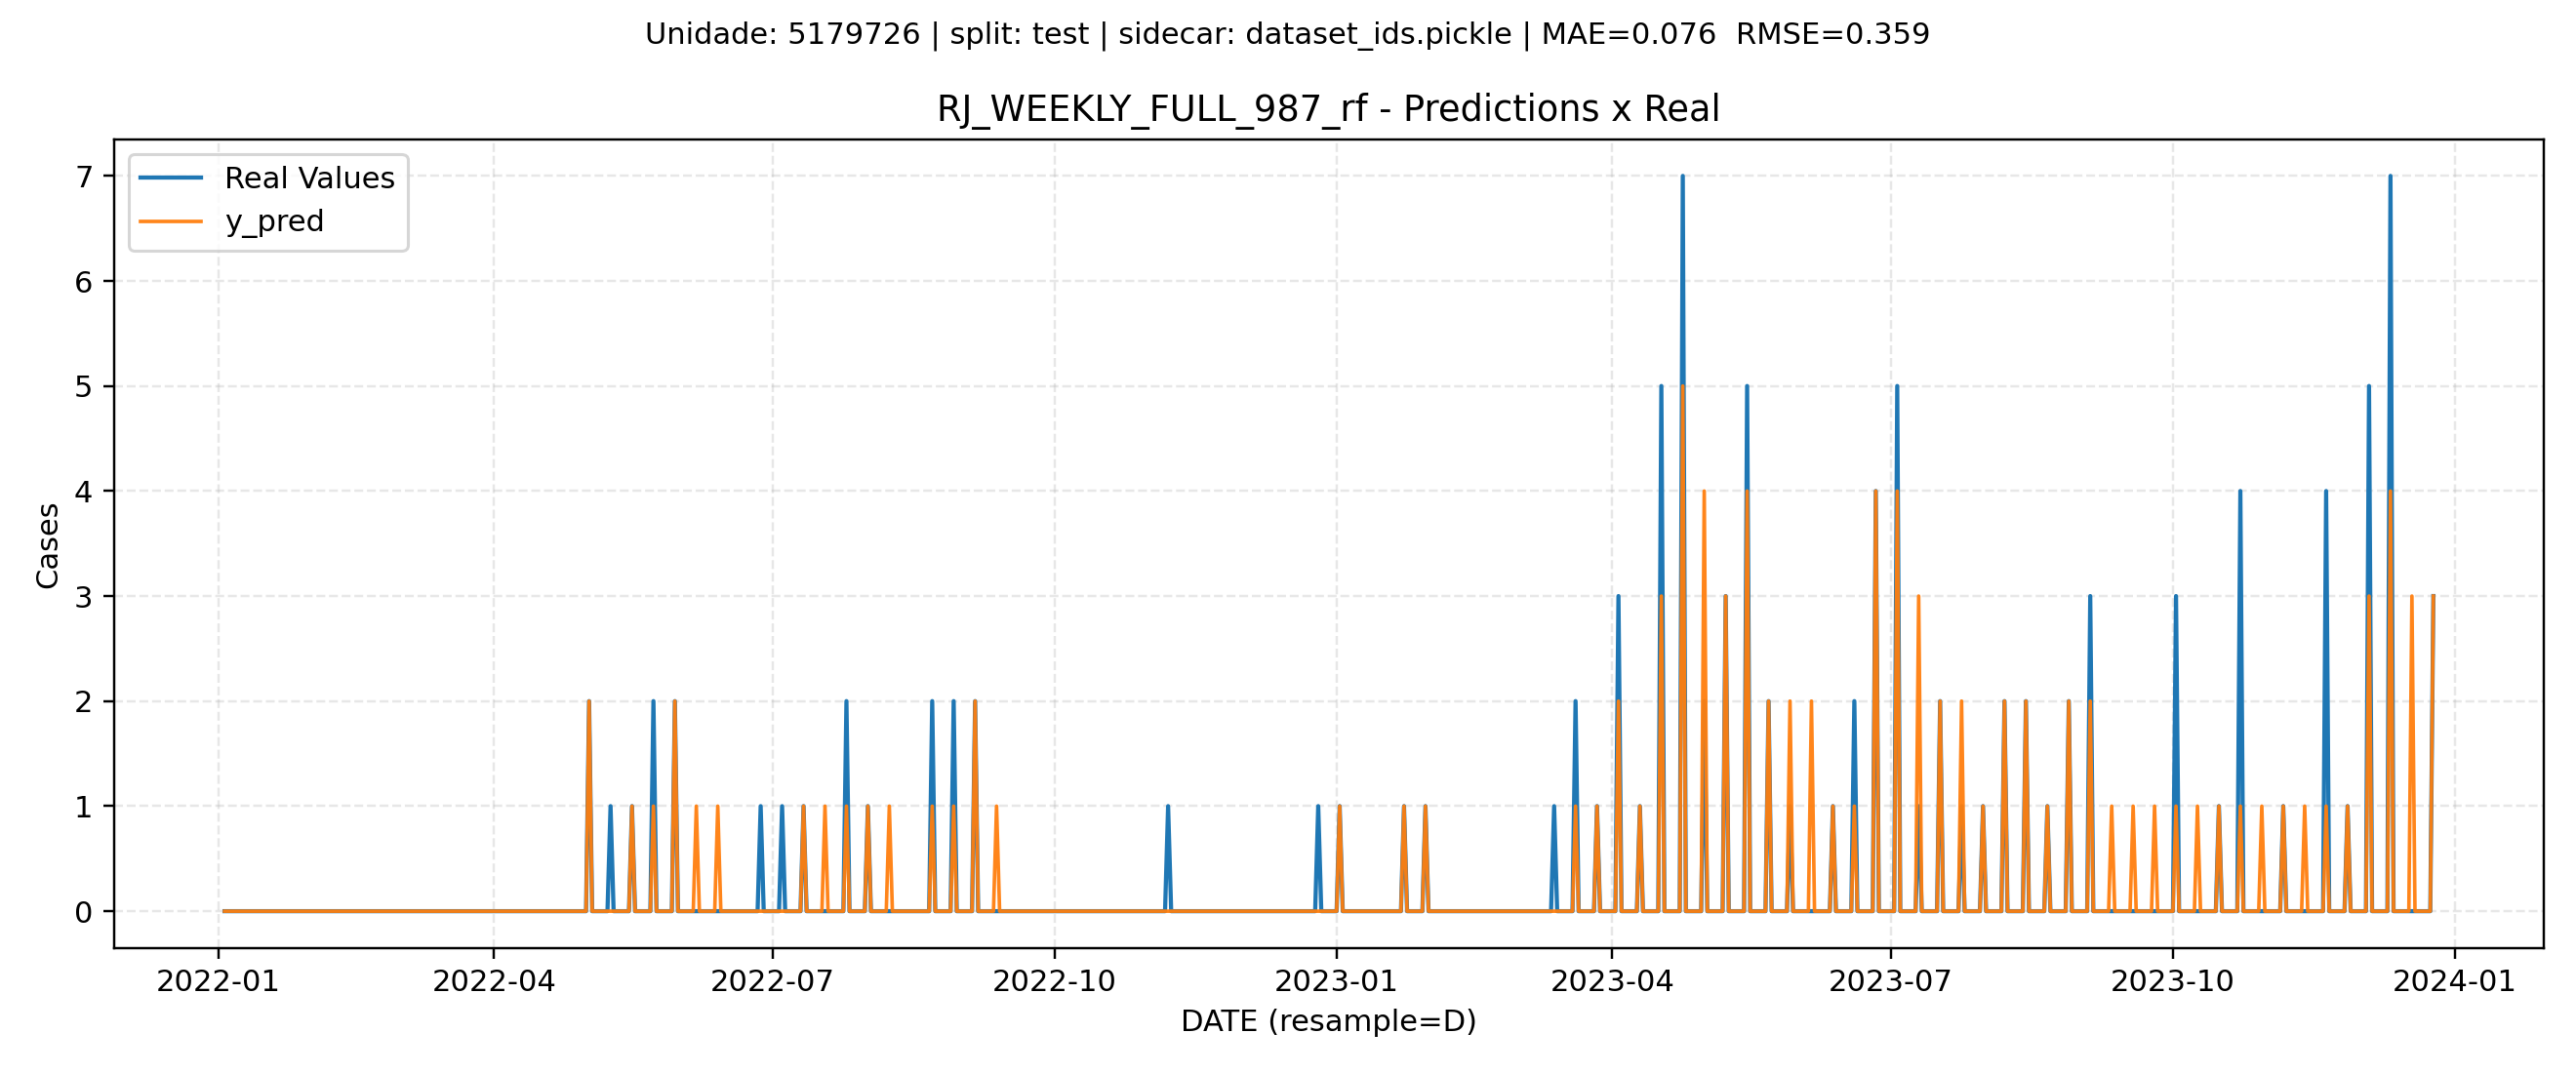 Unidade: 5179726 | split: test | sidecar: dataset_ids.pickle | MAE=0.076  RMSE=0.359
RJ_WEEKLY_FULL_987_rf - Predictions x Real
Real Values
y_pred
7
6
5
4
3
2
1
0
Cases
2022-01
2022-04
2022-07
2022-10
2023-01
2023-04
2023-07
2023-10
2024-01
DATE (resample=D)